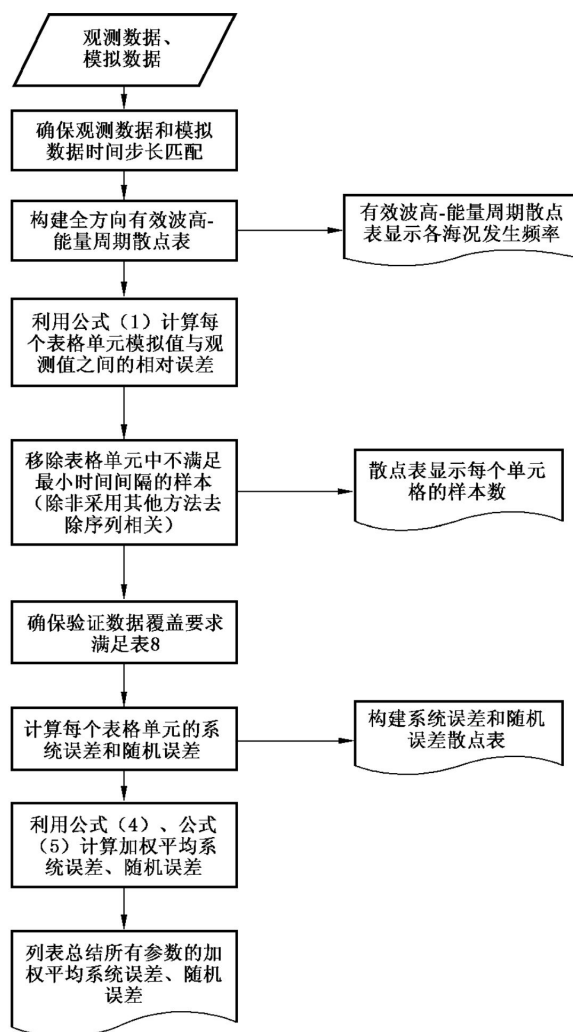 观测数据、
模拟数据
确保观测数据和模拟
数据时间步长匹配
构建全方向有效波高-
能量周期散点表
有效波高-能量周期散点
表显示各海况发生频率
利用公式（1）计算每
个表格单元模拟值与观
测值之间的相对误差
移除表格单元中不满足
最小时间间隔的样本
（除非采用其他方法去
除序列相关）
散点表显示每个单元
格的样本数
确保验证数据覆盖要求
满足表8
计算每个表格单元的系
统误差和随机误差
构建系统误差和随机
误差散点表
利用公式（4）、公式
（5）计算加权平均系
统误差、随机误差
列表总结所有参数的加
权平均系统误差、随机
误差